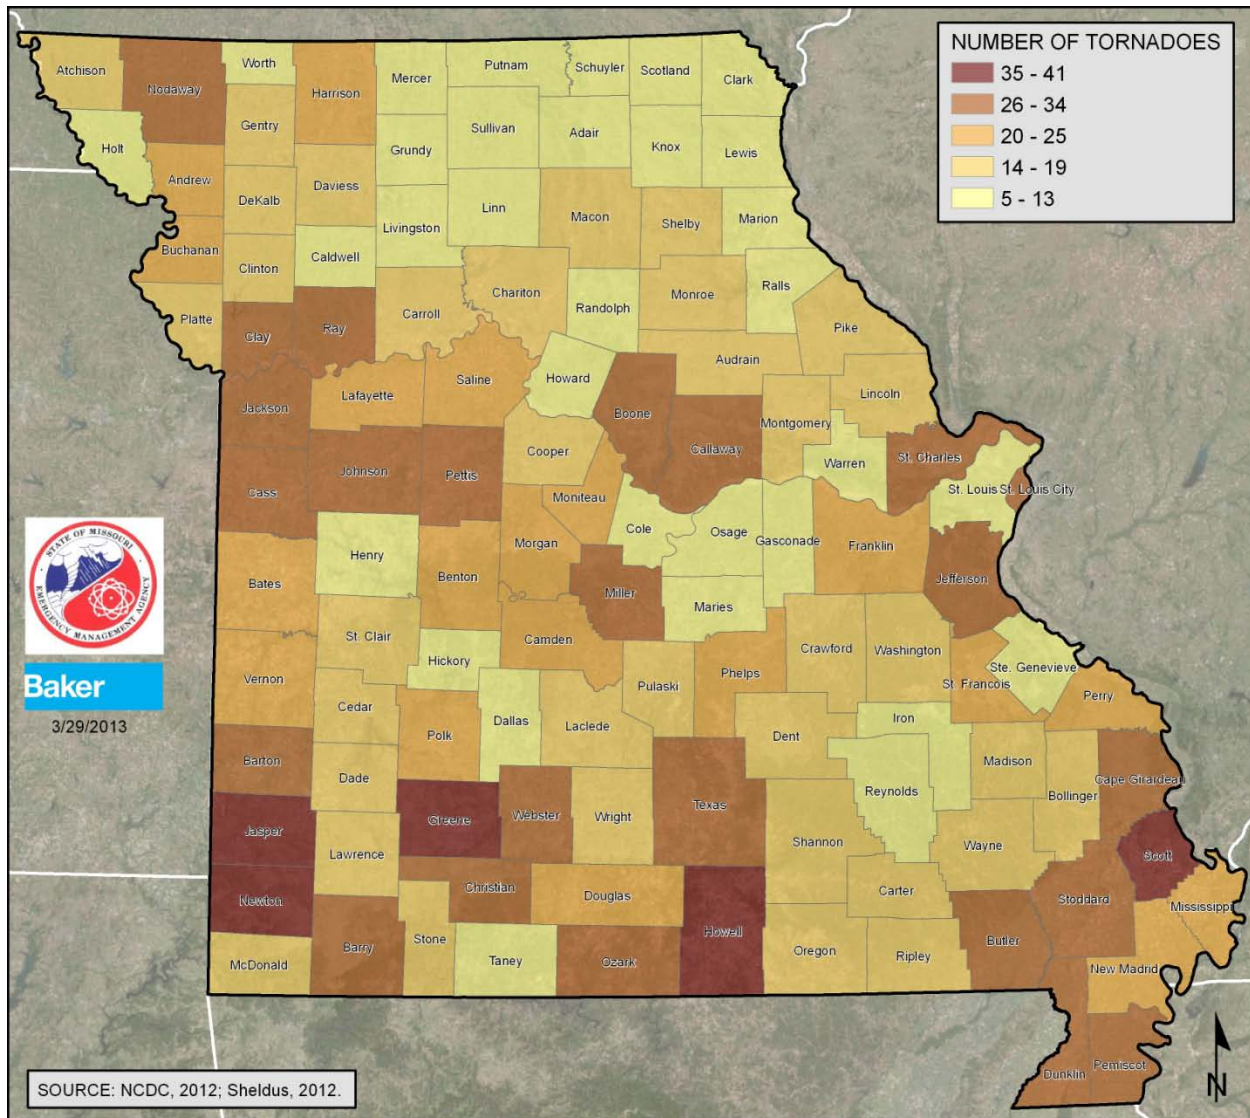 NUMBER OF TORNADOES
35 - 41
26 - 34
20 - 25
14 - 19
5 - 13
Atchison
Nodaway
Worth
Harrison
Mercer
Putnam
Schuyler
Scotland
Clark
Holt
Gentry
Sullivan
Adair
Knox
Lewis
Grundy
Andrew
DeKalb
Daviess
Livingston
Linn
Macon
Shelby
Marion
Buchanan
Clinton
Caldwell
Carroll
Chariton
Randolph
Monroe
Ralls
Pike
Platte
Clay
Ray
Audrain
Howard
Saline
Lafayette
Jackson
Boone
Callaway
Montgomery
Lincoln
Cooper
Warren
St. Charles
St. Louis
St. Louis City
Cass
Johnson
Pettis
Moniteau
Cole
Osage
Gasconade
Franklin
Jefferson
Henry
Morgan
Benton
Miller
Maries
Bates
St. Clair
Camden
Hickory
Pulaski
Phelps
Crawford
Washington
Ste. Genevieve
St. Francois
Perry
Vernon
Cedar
Polk
Dallas
Laclede
Dent
Iron
Madison
Bollinger
Cape Girardeau
Barton
Dade
Greene
Webster
Wright
Texas
Reynolds
Shannon
Wayne
Scott
Jasper
Lawrence
Christian
Douglas
Howell
Carter
Stoddard
Mississippi
Newton
McDonald
Barry
Stone
Taney
Ozark
Oregon
Ripley
Butler
New Madrid
Dunklin
Pemiscot
STATE OF MISSOURI
EMERGENCY MANAGEMENT AGENCY
Baker
3/29/2013
SOURCE: NCDC, 2012; Sheldus, 2012.
N